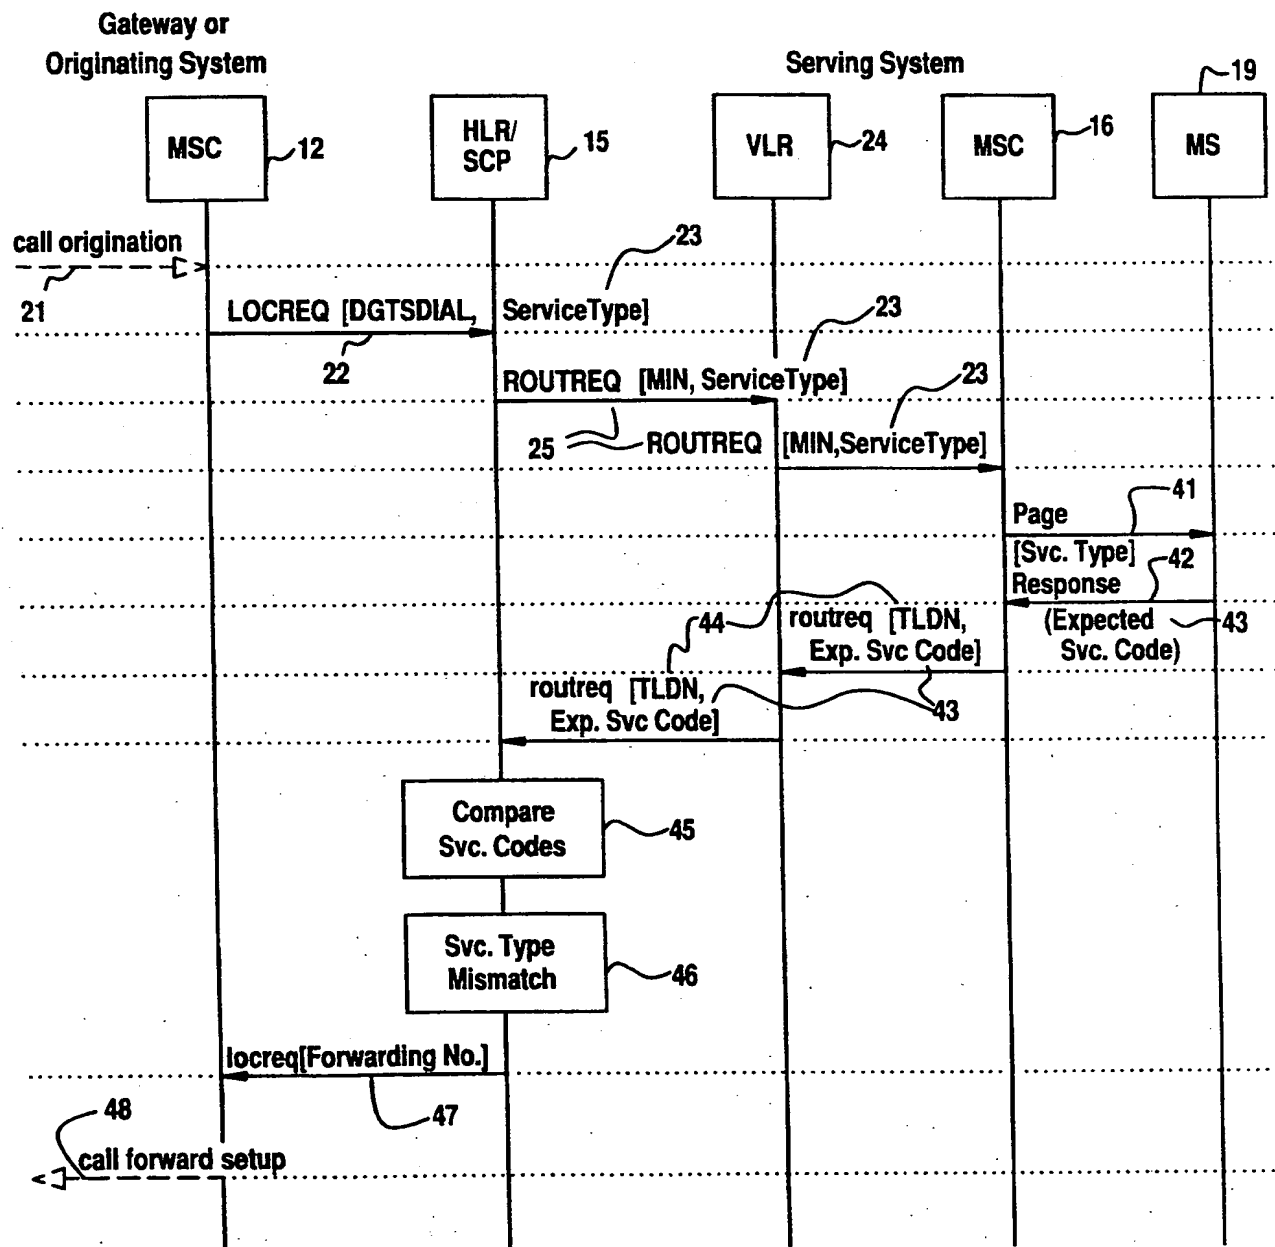 Gateway or
Originating System
Serving System
19
MSC
12
HLR/
SCP
15
VLR
24
MSC
16
MS
call origination
21
23
LOCREQ [DGTSDIAL, ServiceType]
22
23
ROUTREQ [MIN, ServiceType]
23
25
ROUTREQ [MIN,ServiceType]
41
Page
[Svc. Type]
42
Response
(Expected
Svc. Code)
43
44
routreq [TLDN,
Exp. Svc Code]
43
routreq [TLDN,
Exp. Svc Code]
Compare
Svc. Codes
45
Svc. Type
Mismatch
46
locreq[Forwarding No.]
47
48
call forward setup